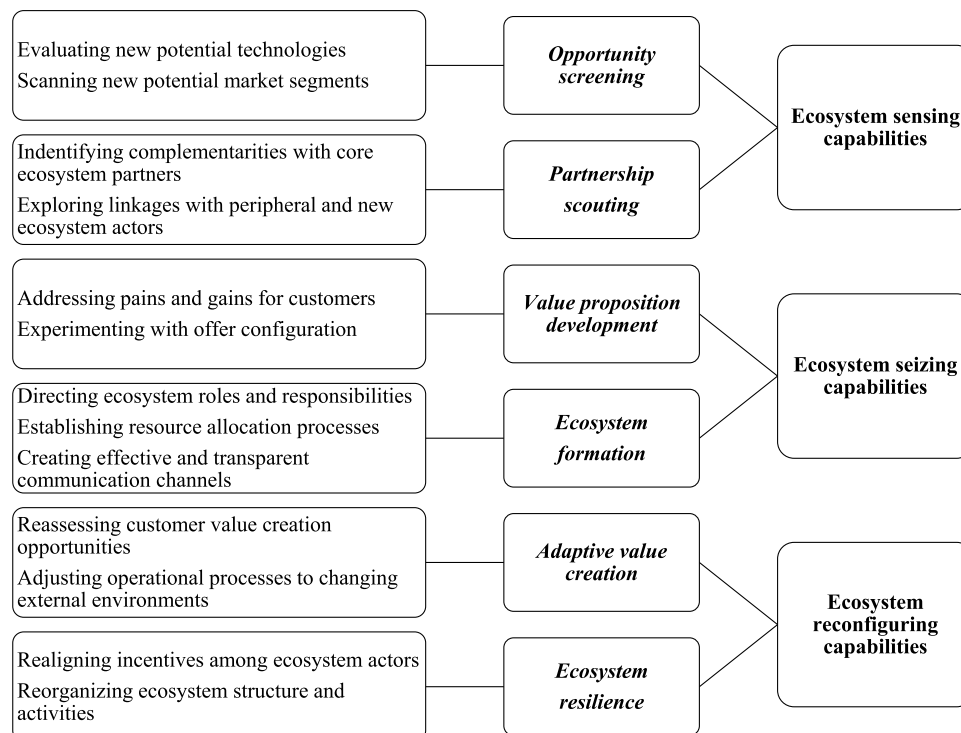 Evaluating new potential technologies
Scanning new potential market segments
Opportunity
screening
Ecosystem sensing
capabilities
Indentifying complementarities with core
ecosystem partners
Exploring linkages with peripheral and new
ecosystem actors
Partnership
scouting
Addressing pains and gains for customers
Experimenting with offer configuration
Value proposition
development
Ecosystem seizing
capabilities
Directing ecosystem roles and responsibilities
Establishing resource allocation processes
Creating effective and transparent
communication channels
Ecosystem
formation
Reassessing customer value creation
opportunities
Adjusting operational processes to changing
external environments
Adaptive value
creation
Ecosystem
reconfiguring
capabilities
Realigning incentives among ecosystem actors
Reorganizing ecosystem structure and
activities
Ecosystem
resilience